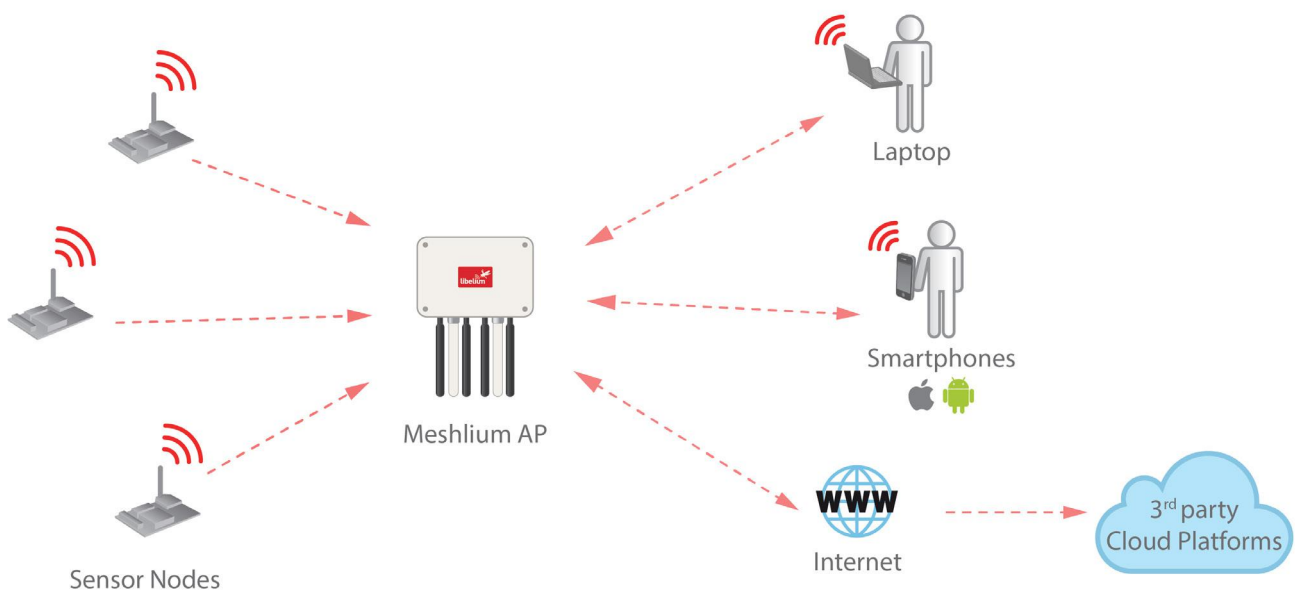 Laptop
libelium
Smartphones
Meshlium AP
WWW
3rd party
Cloud Platforms
Internet
Sensor Nodes